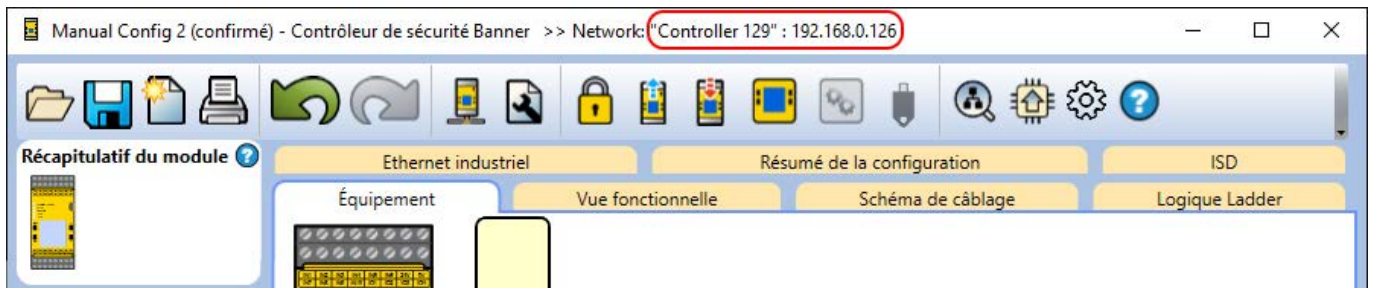 Manual Config 2 (confirmé) - Contrôleur de sécurité Banner >> Network: "Controller 129" : 192.168.0.126
Récapitulatif du module
Ethernet industriel
Résumé de la configuration
ISD
Équipement
Vue fonctionnelle
Schéma de câblage
Logique Ladder